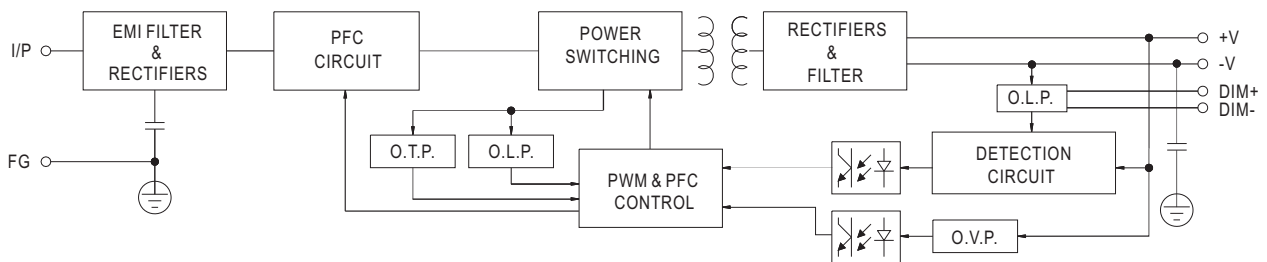 I/P
EMI FILTER
&
RECTIFIERS
PFC
CIRCUIT
POWER
SWITCHING
RECTIFIERS
&
FILTER
+V
-V
DIM+
DIM-
O.L.P.
FG
O.T.P.
O.L.P.
PWM & PFC
CONTROL
DETECTION
CIRCUIT
O.V.P.